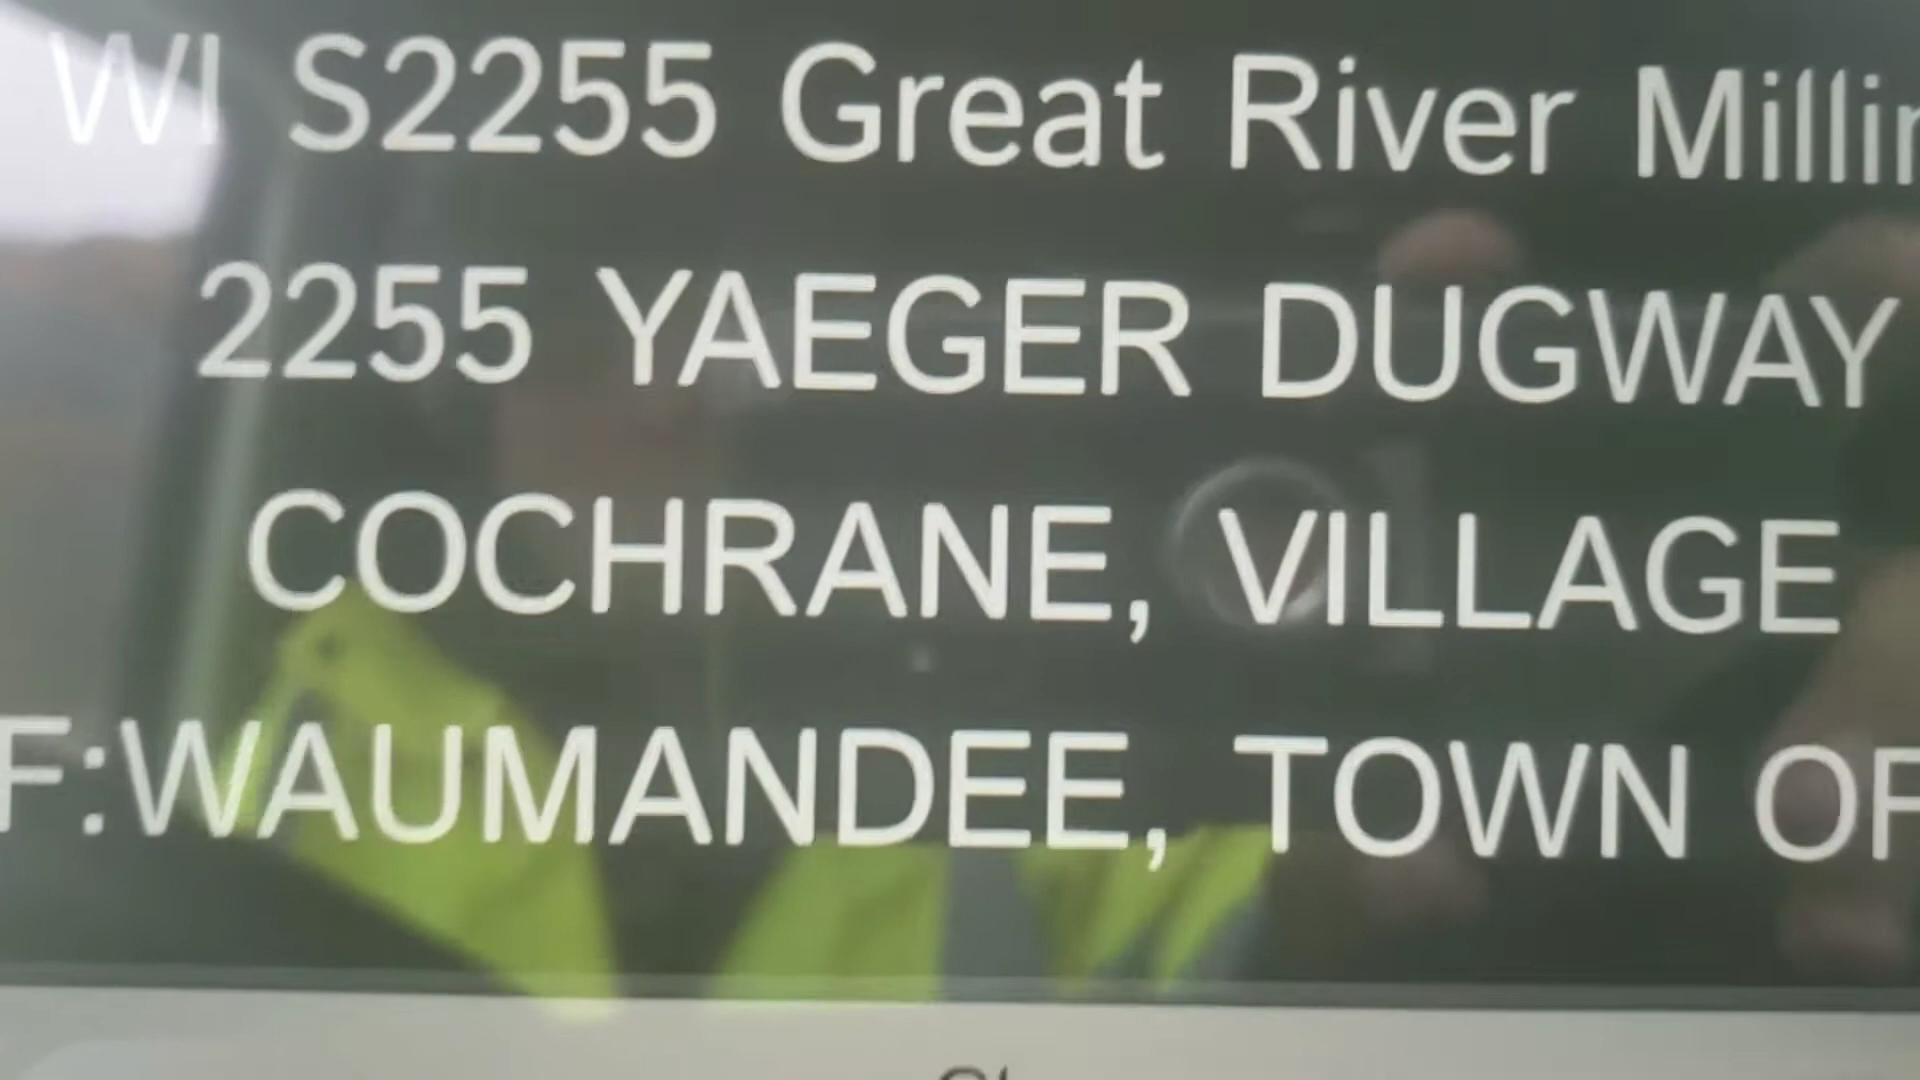 WI S2255 Great River Millin
2255 YAEGER DUGWAY
COCHRANE, VILLAGE
F:WAUMANDEE, TOWN OF